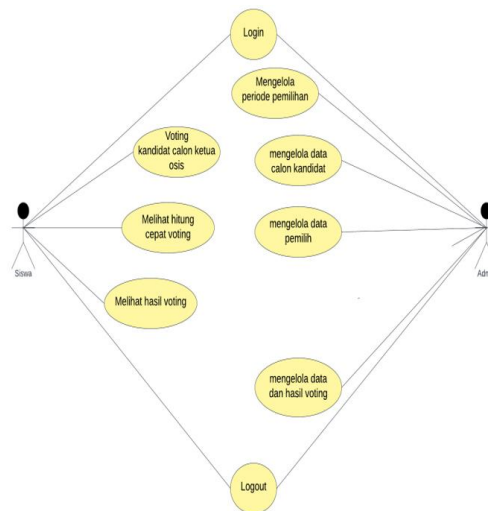 Login
Mengelola
periode pemilihan
Voting
kandidat calon ketua
osis
mengelola data
calon kandidat
Melihat hitung
cepat voting
mengelola data
pemilih
Siswa
Adm
Melihat hasil voting
mengelola data
dan hasil voting
Logout